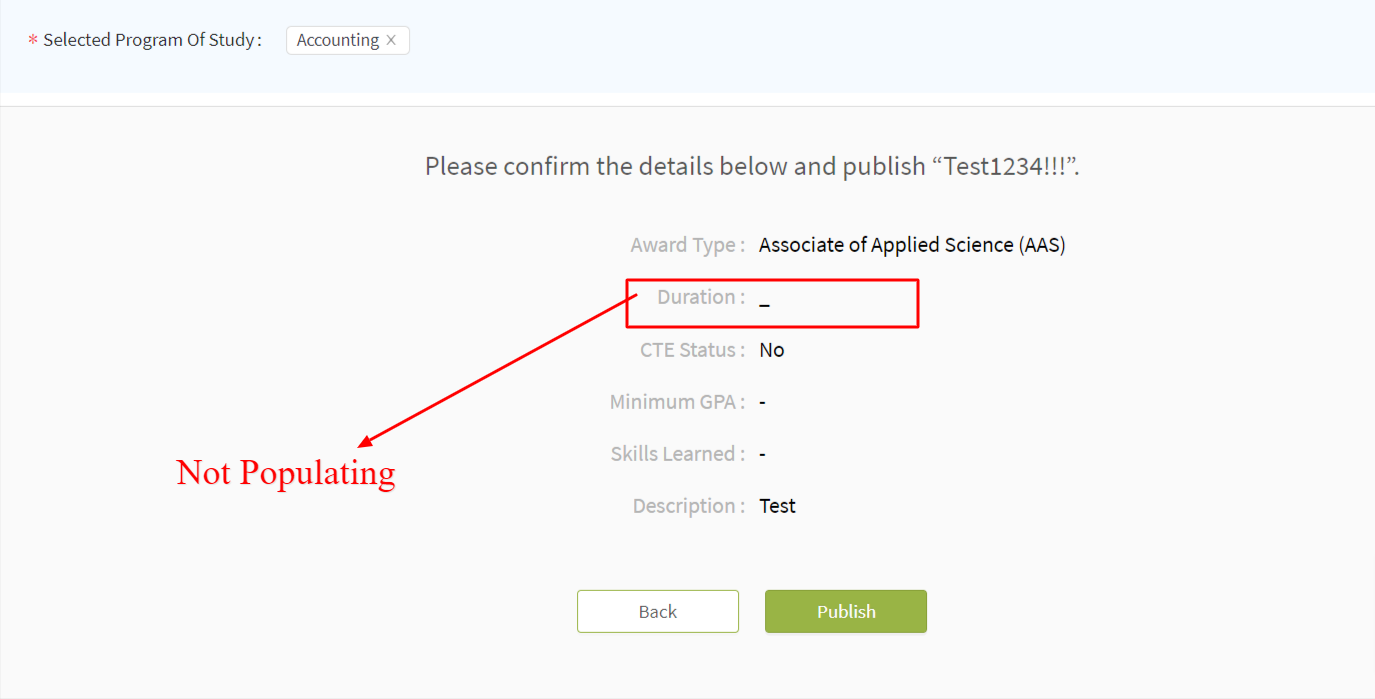 * Selected Program Of Study : Accounting X
Please confirm the details below and publish “Test1234!!!”.
Award Type : Associate of Applied Science (AAS)
Duration : _
CTE Status : No
Minimum GPA : -
Skills Learned : -
Not Populating
Description : Test
Back Publish